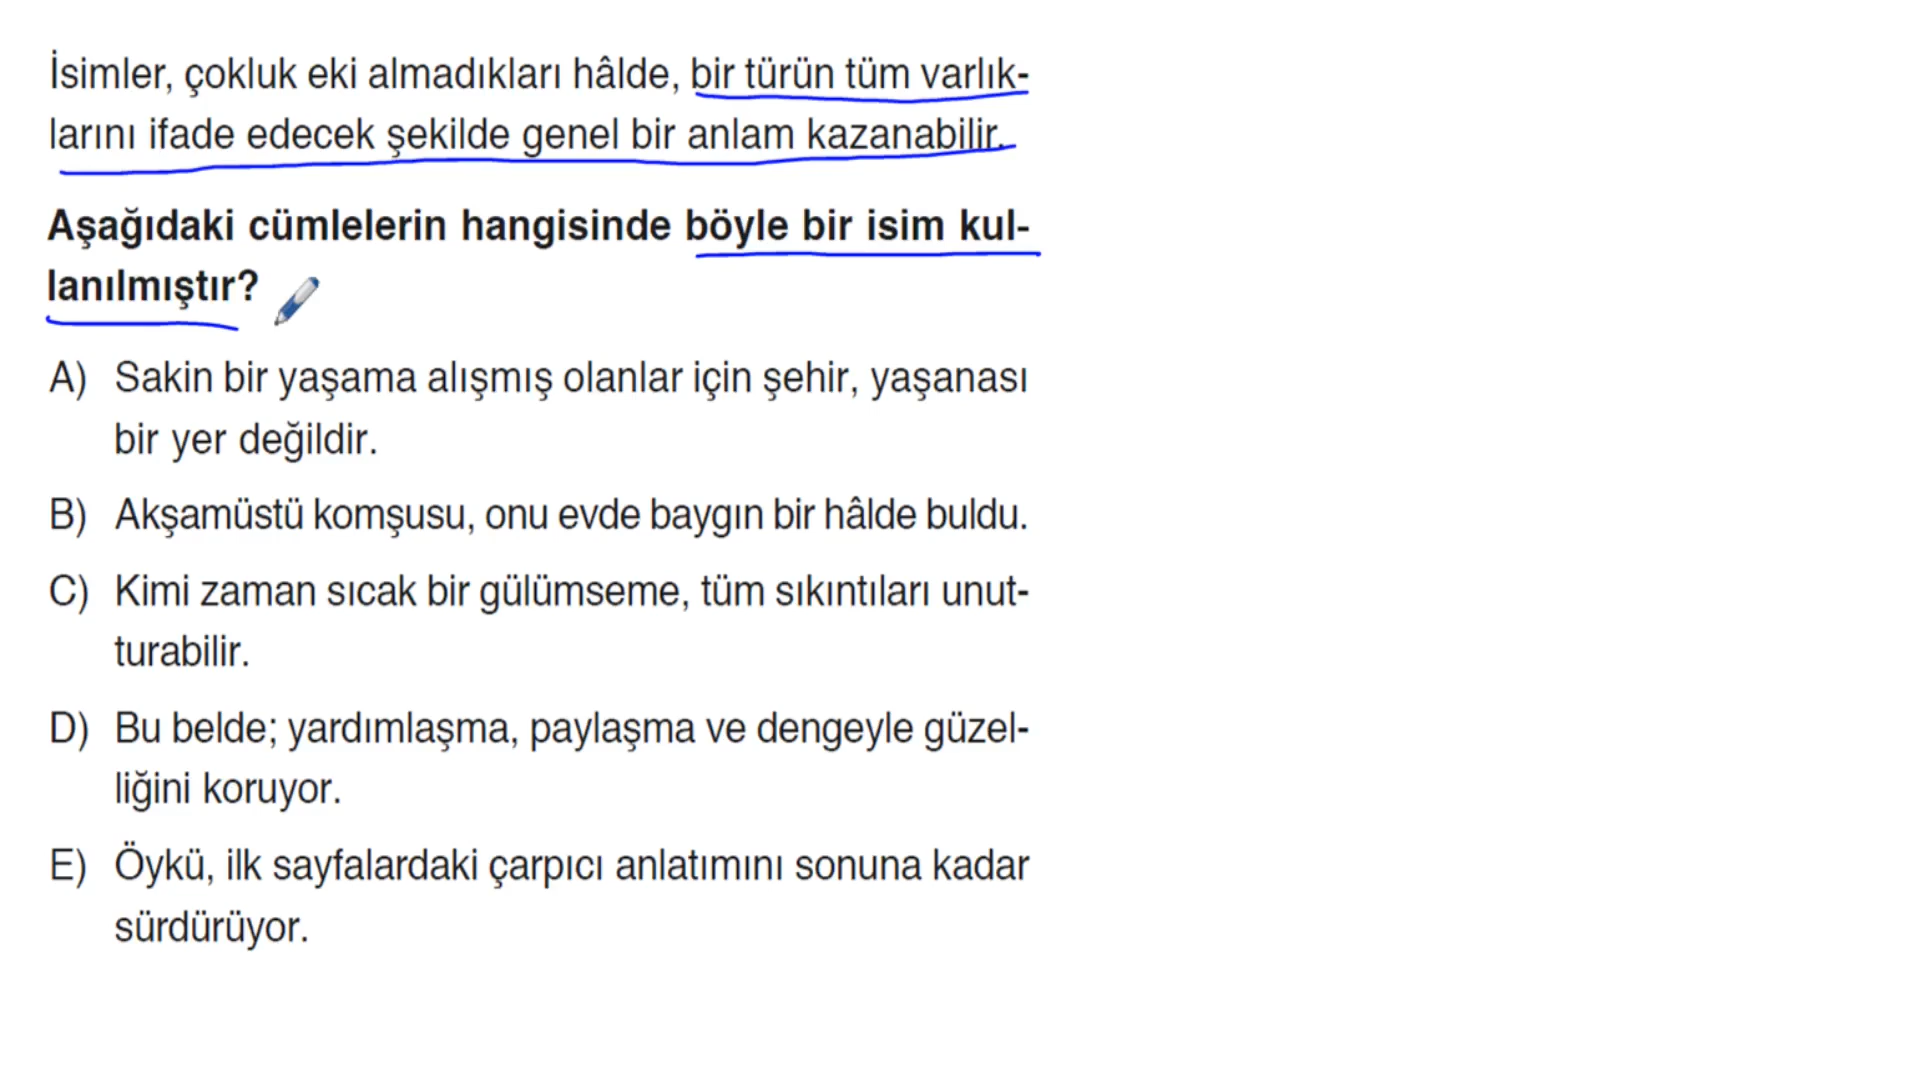 İsimler, çokluk eki almadıkları hâlde, bir türün tüm varlık-
larını ifade edecek şekilde genel bir anlam kazanabilir.
Aşağıdaki cümlelerin hangisinde böyle bir isim kul-
lanılmıştır?
A) Sakin bir yaşama alışmış olanlar için şehir, yaşanası
bir yer değildir.
B) Akşamüstü komşusu, onu evde baygın bir hâlde buldu.
C) Kimi zaman sıcak bir gülümseme, tüm sıkıntıları unut-
turabilir.
D) Bu belde; yardımlaşma, paylaşma ve dengeyle güzel-
liğini koruyor.
E) Öykü, ilk sayfalardaki çarpıcı anlatımını sonuna kadar
sürdürüyor.